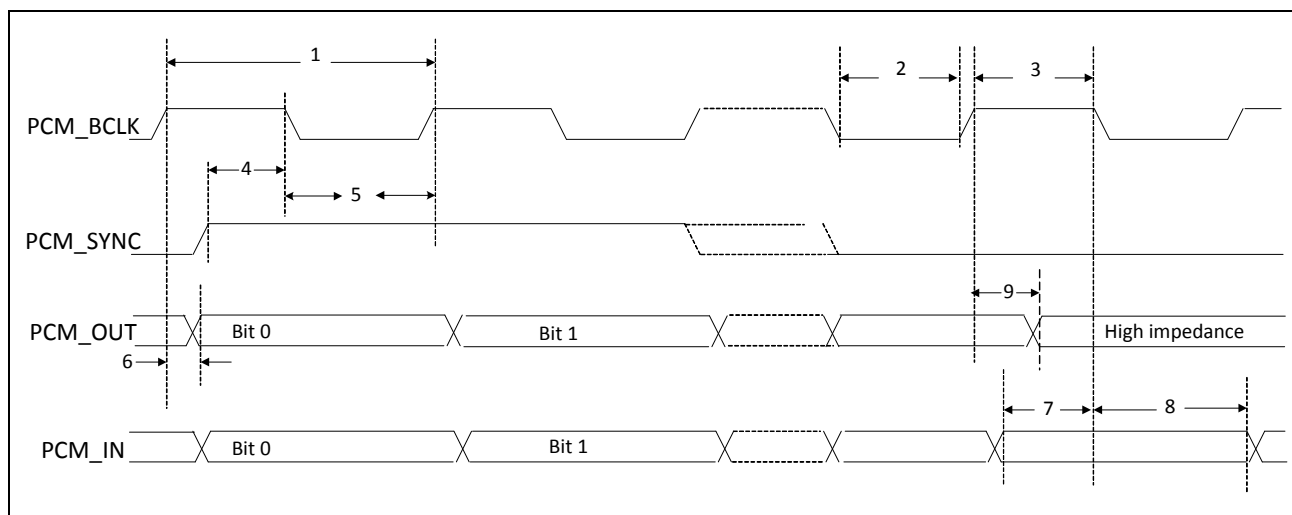 1
2
3
PCM_BCLK
4
5
PCM_SYNC
9
PCM_OUT
Bit 0
Bit 1
High impedance
6
7
8
PCM_IN
Bit 0
Bit 1